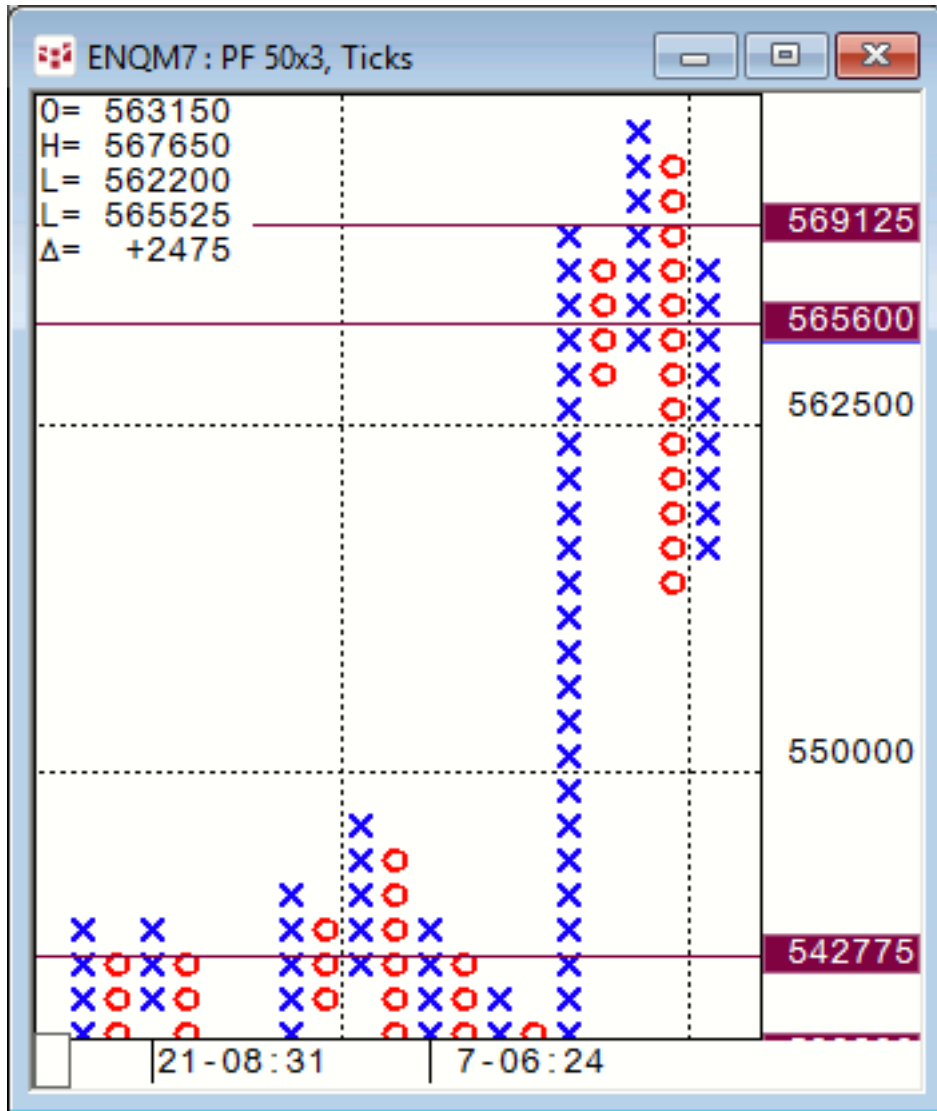 ENQM7 : PF 50x3, Ticks
O= 563150
H= 567650
L= 562200
L= 565525
Δ= +2475
569125
565600
562500
550000
542775
21-08:31
7-06:24